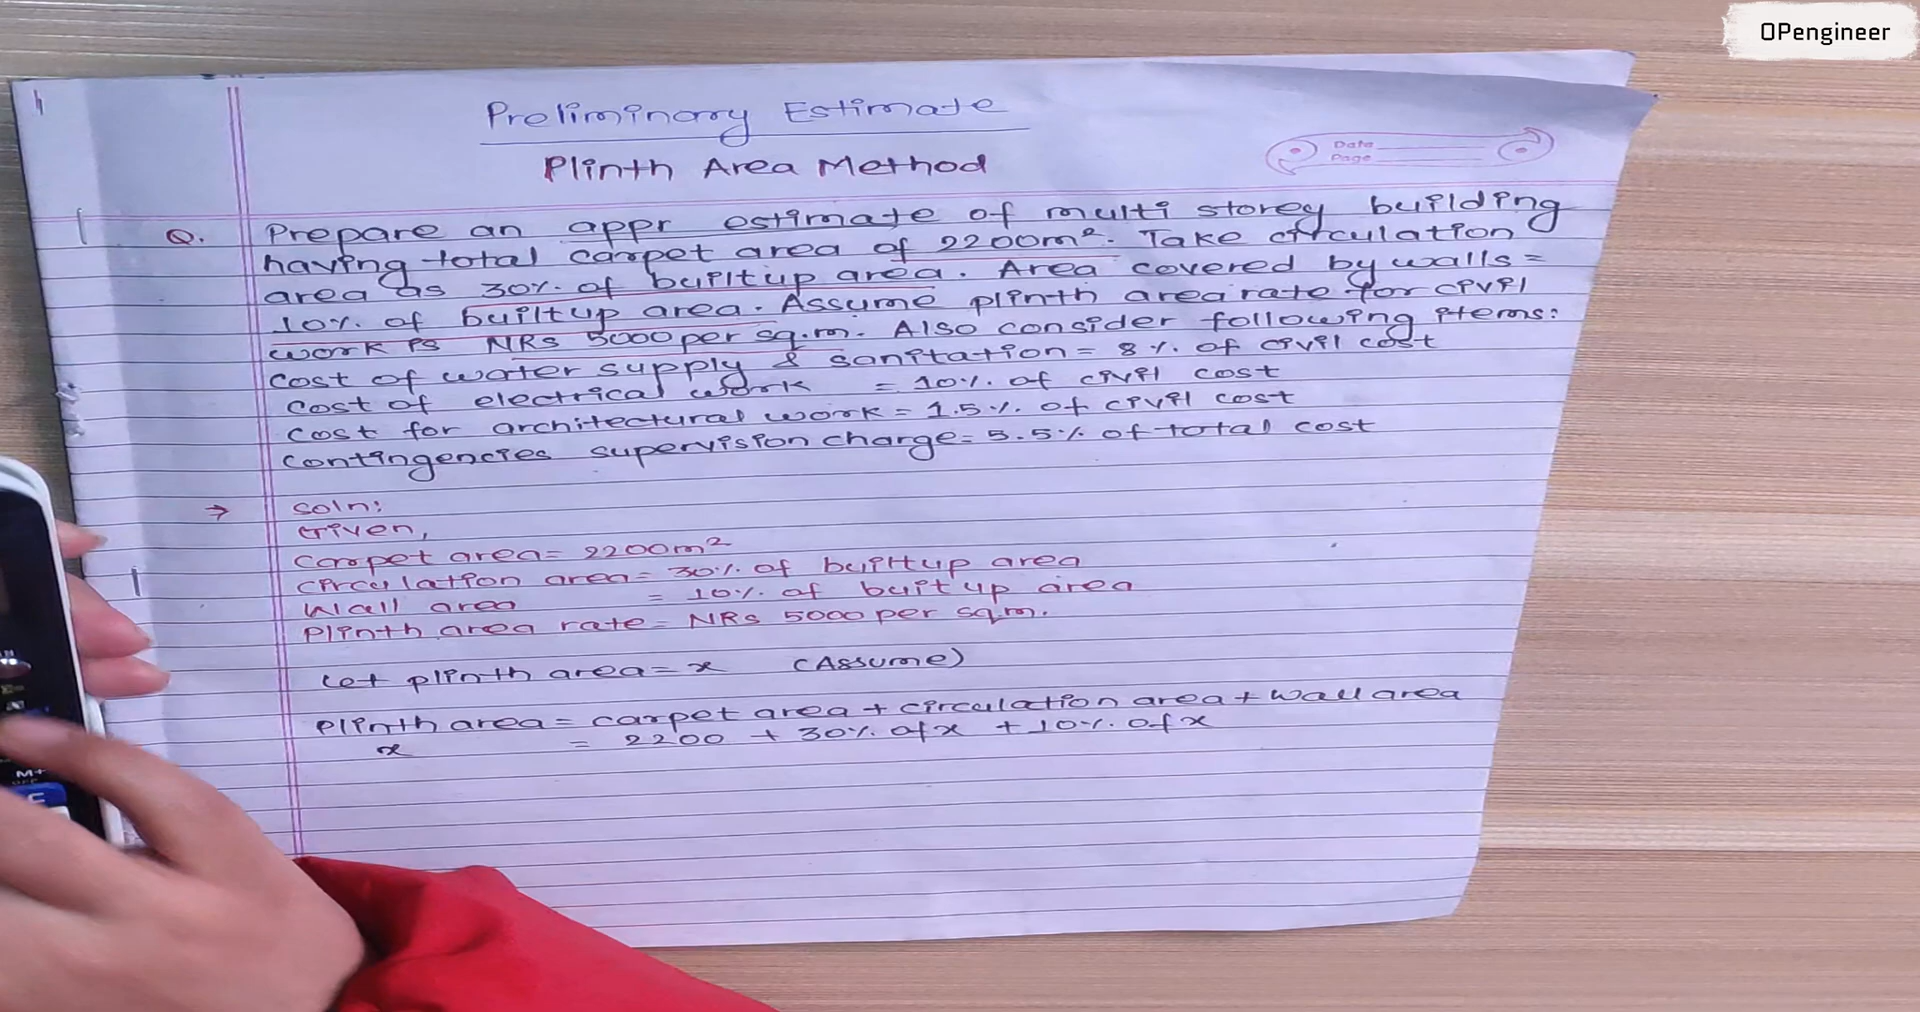 OPengineer
Preliminary Estimate
Plinth Area Method
Date
Page
Q. Prepare an appr estimate of multi storey building
having total carpet area of 2200m². Take circulation
area as 30% of builtup area. Area covered by walls =
10% of builtup area. Assume plinth area rate for civil
work is NRs 5000 per sq.m. Also consider following items:
cost of water supply & sanitation = 8% of civil cost
cost of electrical work = 10% of civil cost
cost for architectural work = 1.5% of civil cost
contingencies supervision charge = 5.5% of total cost
→ soln:
Given,
Carpet area = 2200m²
circulation area = 30% of builtup area
Wall area = 10% of buitup area
Plinth area rate = NRs 5000 per sq.m.
Let plinth area = x (Assume)
Plinth area = carpet area + circulation area + Wall area
x = 2200 + 30% of x + 10% of x
M+